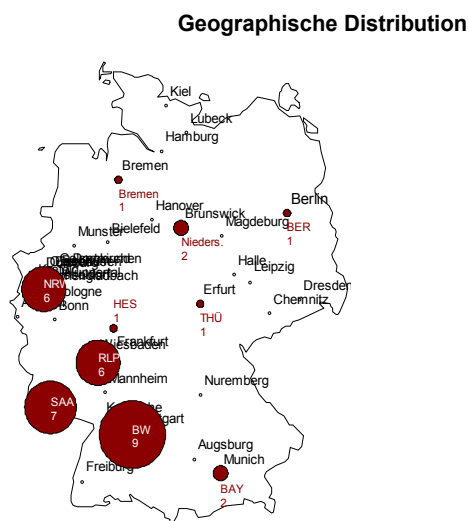 Geographische Distribution
Kiel
Lubeck
Hamburg
Bremen
Bremen
1
Berlin
BER
1
Hanover
Brunswick
Nieders.
2
Magdeburg
Bielefeld
Munster
Halle
Leipzig
Dresden
Chemnitz
Erfurt
THÜ
1
NRW
6
Bonn
HES
1
Frankfurt
RLP
6
Mannheim
SAA
7
Nuremberg
BW
9
Augsburg
Munich
BAY
2
Freiburg